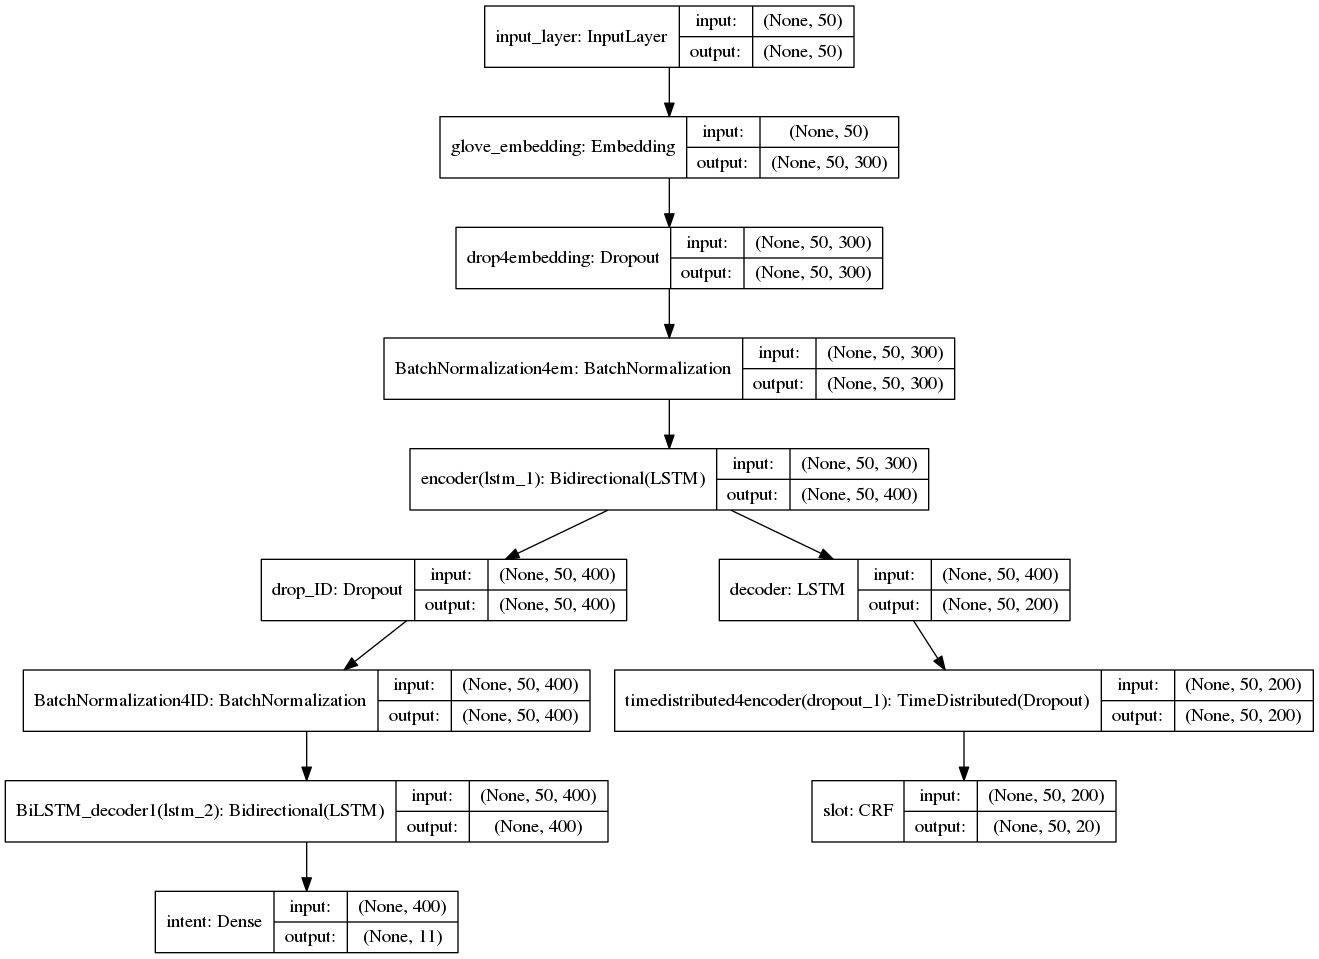 input_layer: InputLayer
input: (None, 50)
output: (None, 50)
glove_embedding: Embedding
input: (None, 50)
output: (None, 50, 300)
drop4embedding: Dropout
input: (None, 50, 300)
output: (None, 50, 300)
BatchNormalization4em: BatchNormalization
input: (None, 50, 300)
output: (None, 50, 300)
encoder(lstm_1): Bidirectional(LSTM)
input: (None, 50, 300)
output: (None, 50, 400)
drop_ID: Dropout
input: (None, 50, 400)
output: (None, 50, 400)
decoder: LSTM
input: (None, 50, 400)
output: (None, 50, 200)
BatchNormalization4ID: BatchNormalization
input: (None, 50, 400)
output: (None, 50, 400)
timedistributed4encoder(dropout_1): TimeDistributed(Dropout)
input: (None, 50, 200)
output: (None, 50, 200)
BiLSTM_decoder1(lstm_2): Bidirectional(LSTM)
input: (None, 50, 400)
output: (None, 400)
slot: CRF
input: (None, 50, 200)
output: (None, 50, 20)
intent: Dense
input: (None, 400)
output: (None, 11)